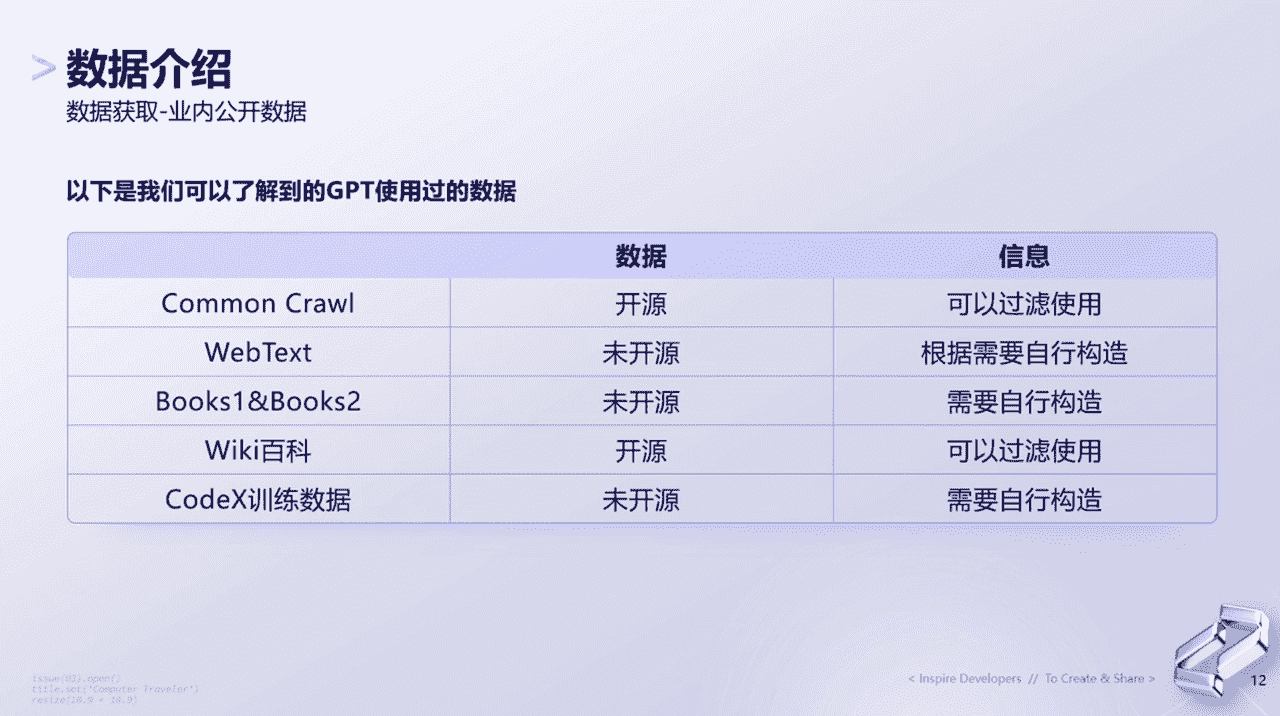 > 数据介绍
数据获取-业内公开数据
以下是我们可以了解到的GPT使用过的数据
数据 信息
Common Crawl 开源 可以过滤使用
WebText 未开源 根据需要自行构造
Books1&Books2 未开源 需要自行构造
Wiki百科 开源 可以过滤使用
CodeX训练数据 未开源 需要自行构造
issue(03).open()
title.set('Computer Traveler')
< Inspire Developers // To Create & Share >
12